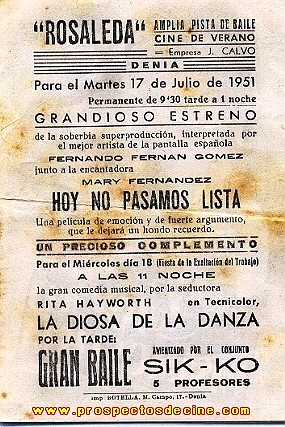 "ROSALEDA"
AMPLIA PISTA DE BAILE
CINE DE VERANO
Empresa J. CALVO
DENIA
Para el Martes 17 de Julio de 1951
Permanente de 9'30 tarde a 1 noche
GRANDIOSO ESTRENO
de la soberbia superproducción, interpretada por
el mejor artista de la pantalla española
FERNANDO FERNAN GOMEZ
junto a la encantadora
MARY FERNANDEZ
HOY NO PASAMOS LISTA
Una película de emoción y de fuerte argumento,
que le dejará un hondo recuerdo.
UN PRECIOSO COMPLEMENTO
Para el Miércoles día 18 (Fiesta de la Exaltación del Trabajo)
A LAS 11 NOCHE
la gran comedia musical, por la seductora
RITA HAYWORTH en Tecnicolor,
LA DIOSA DE LA DANZA
POR LA TARDE:
GRAN BAILE
AMENIZADO POR EL CONJUNTO
SIK-KO
5 PROFESORES
Imp. BOTELLA, M. Campo, 17.-Denia
www.prospectosdecine.com